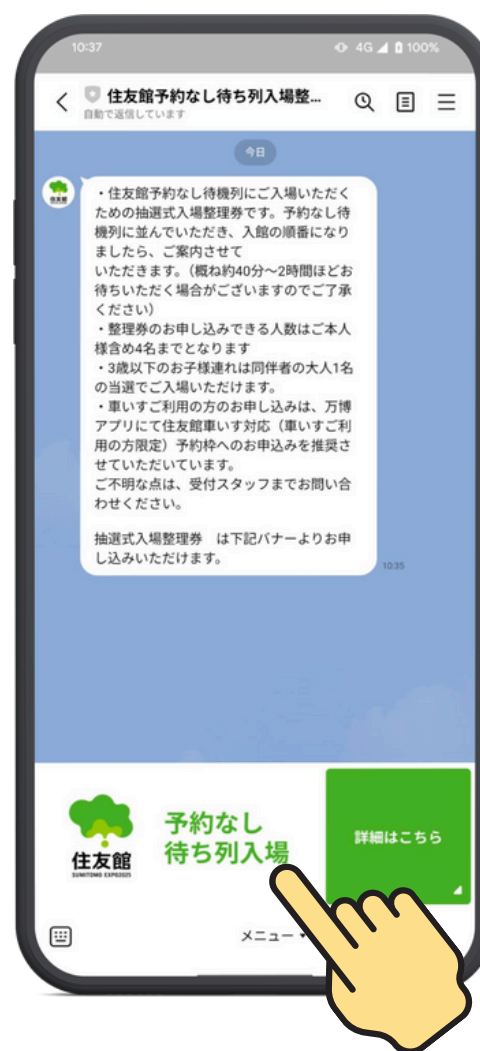 10:37
4G 100%
住友館予約なし待ち列入場整...
自動で返信しています
今日
住友館
・住友館予約なし待機列にご入場いただく
ための抽選式入場整理券です。予約なし待
機列に並んでいただき、入館の順番になり
ましたら、ご案内させて
いただきます。（概ね約40分～2時間ほどお
待ちいただく場合がございますのでご了承
ください）
・整理券のお申し込みできる人数はご本人
様含め4名までとなります
・3歳以下のお子様連れは同伴者の大人1名
の当選でご入場いただけます。
・車いすご利用の方のお申し込みは、万博
アプリにて住友館車いす対応（車いすご利
用の方限定）予約枠へのお申込みを推奨さ
せていただいています。
ご不明な点は、受付スタッフまでお問い合
わせください。
抽選式入場整理券　は下記バナーよりお申
し込みいただけます。
10:35
住友館
SUMITOMO EXPO2025
予約なし
待ち列入場
詳細はこちら
メニュー